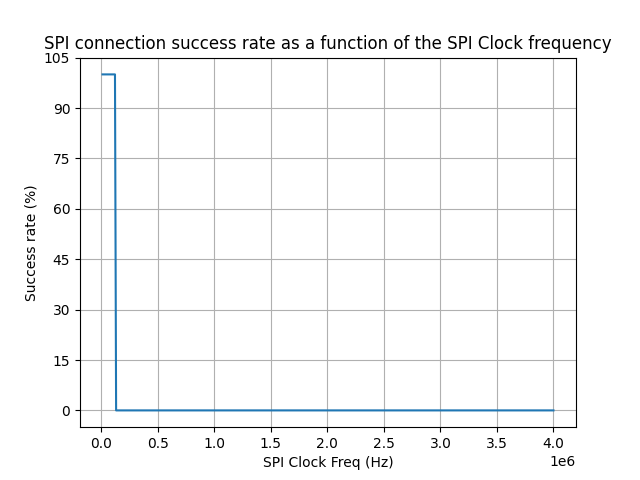 SPI connection success rate as a function of the SPI Clock frequency
105
90
75
60
45
30
15
0
Success rate (%)
0.0 0.5 1.0 1.5 2.0 2.5 3.0 3.5 4.0
1e6
SPI Clock Freq (Hz)